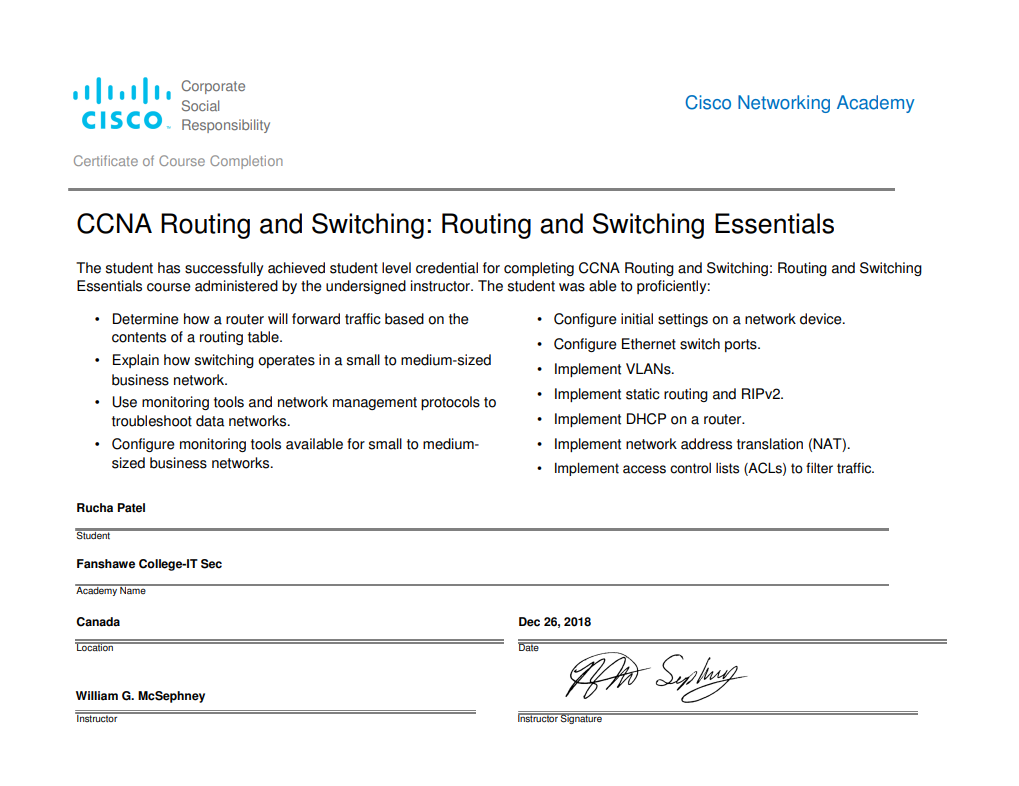 Corporate
Social
Responsibility
CISCO
Cisco Networking Academy
Certificate of Course Completion
CCNA Routing and Switching: Routing and Switching Essentials
The student has successfully achieved student level credential for completing CCNA Routing and Switching: Routing and Switching
Essentials course administered by the undersigned instructor. The student was able to proficiently:
• Determine how a router will forward traffic based on the
contents of a routing table.
• Explain how switching operates in a small to medium-sized
business network.
• Use monitoring tools and network management protocols to
troubleshoot data networks.
• Configure monitoring tools available for small to medium-
sized business networks.
• Configure initial settings on a network device.
• Configure Ethernet switch ports.
• Implement VLANs.
• Implement static routing and RIPv2.
• Implement DHCP on a router.
• Implement network address translation (NAT).
• Implement access control lists (ACLs) to filter traffic.
Rucha Patel
Student
Fanshawe College-IT Sec
Academy Name
Canada
Location
Dec 26, 2018
Date
William G. McSephney
Instructor
Instructor Signature